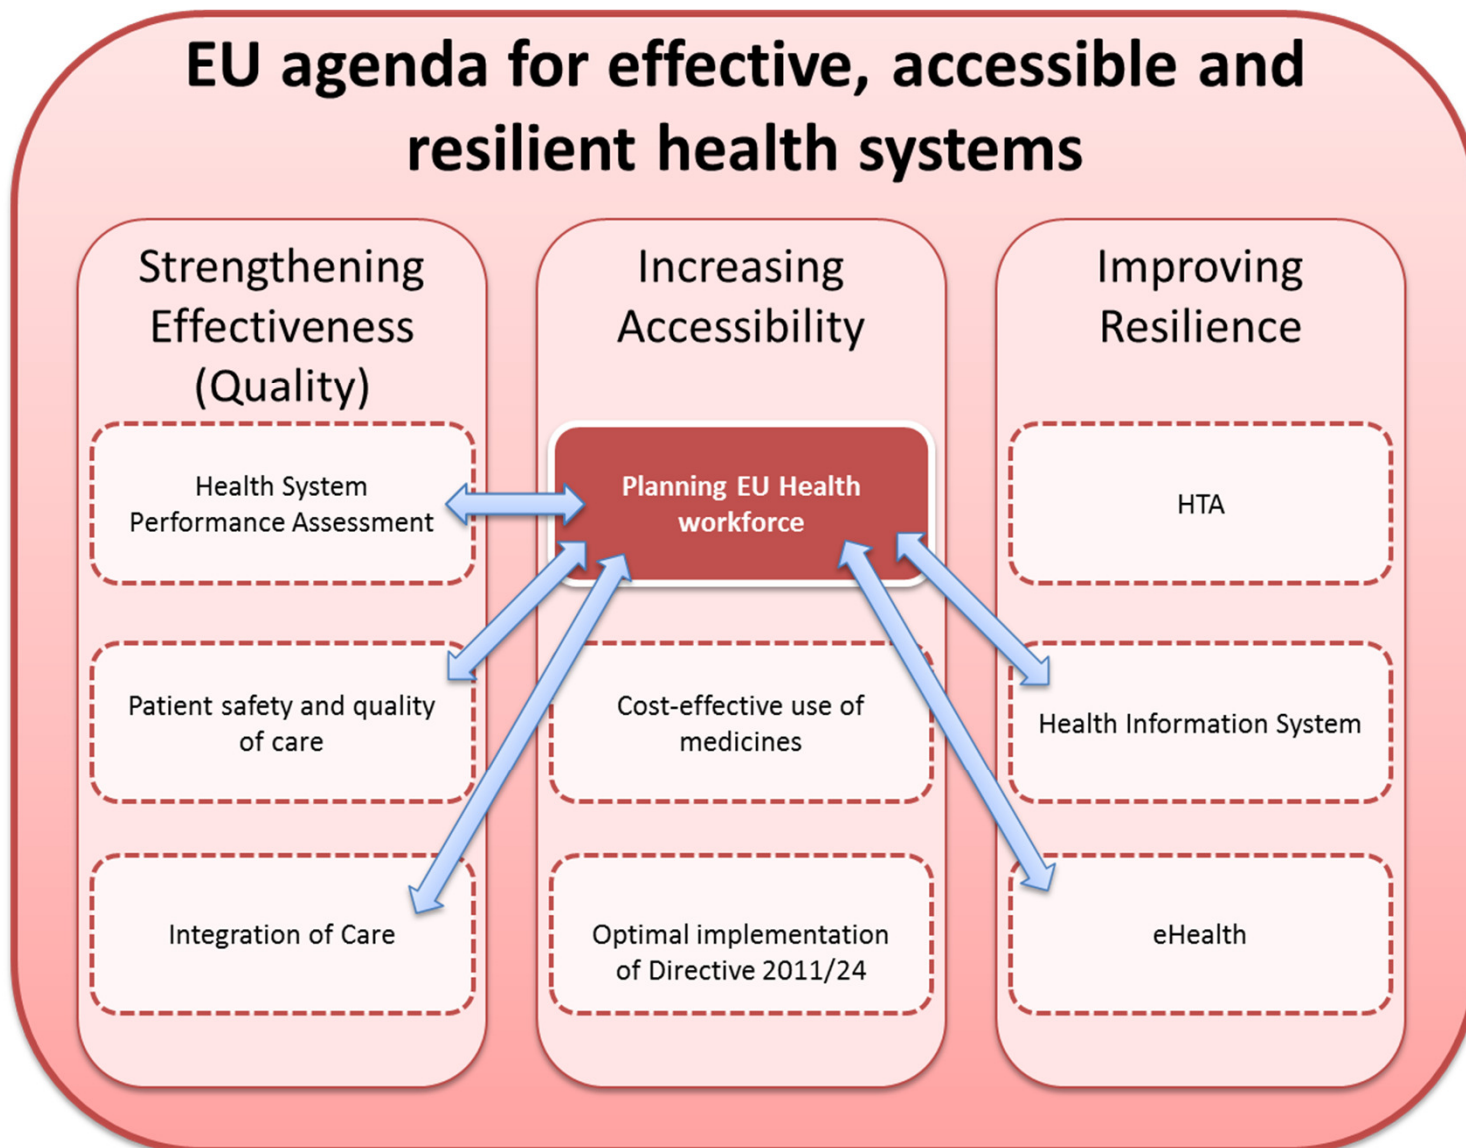 EU agenda for effective, accessible and
resilient health systems
Strengthening
Effectiveness
(Quality)
Health System
Performance Assessment
Patient safety and quality
of care
Integration of Care
Increasing
Accessibility
Planning EU Health
workforce
Cost-effective use of
medicines
Optimal implementation
of Directive 2011/24
Improving
Resilience
HTA
Health Information System
eHealth